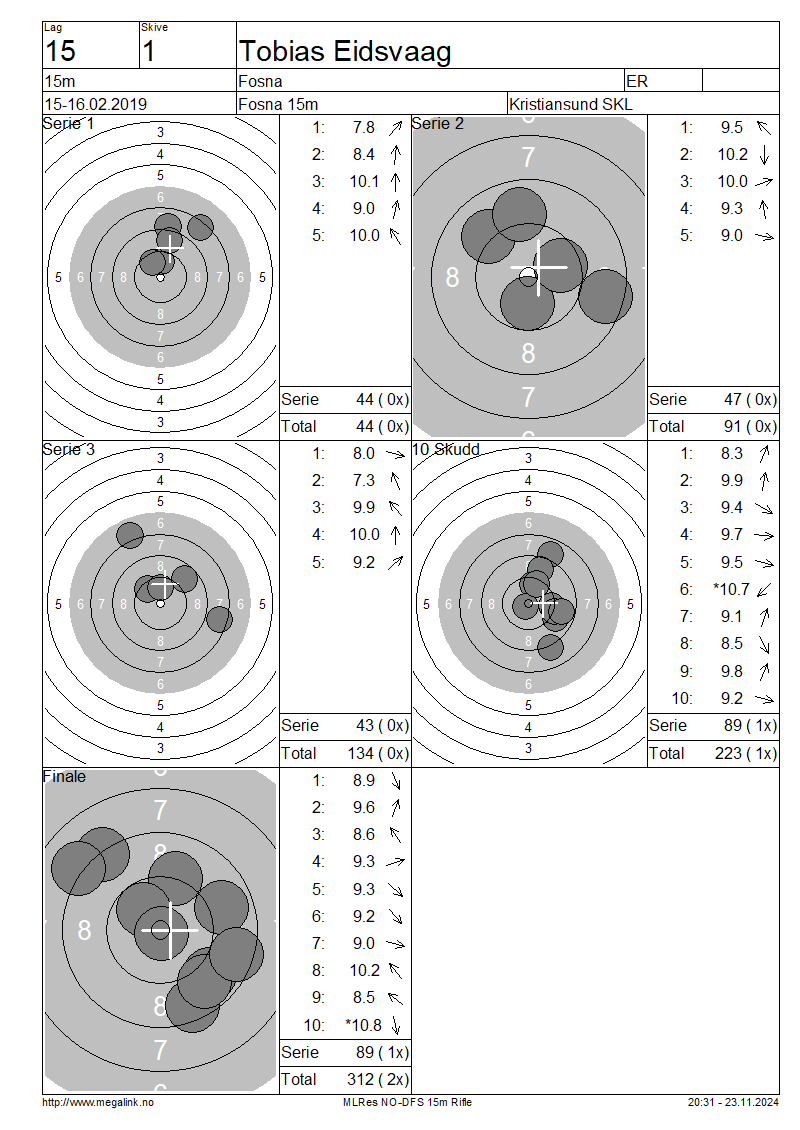 Lag
Skive
15
1
Tobias Eidsvaag
15m
Fosna
ER
15-16.02.2019
Fosna 15m
Kristiansund SKL
Serie 1
3
4
5
6
5 6 7 8 8 7 6 5
8
7
6
5
4
3
1: 7.8
2: 8.4
3: 10.1
4: 9.0
5: 10.0
Serie 44 ( 0x)
Total 44 ( 0x)
Serie 2
7
8
8
7
1: 9.5
2: 10.2
3: 10.0
4: 9.3
5: 9.0
Serie 47 ( 0x)
Total 91 ( 0x)
Serie 3
3
4
5
6
7
5 6 7 8 8 7 6 5
8
7
6
5
4
3
1: 8.0
2: 7.3
3: 9.9
4: 10.0
5: 9.2
Serie 43 ( 0x)
Total 134 ( 0x)
10 Skudd
3
4
5
6
7
5 6 7 8 7 6 5
8
7
6
5
4
3
1: 8.3
2: 9.9
3: 9.4
4: 9.7
5: 9.5
6: *10.7
7: 9.1
8: 8.5
9: 9.8
10: 9.2
Serie 89 ( 1x)
Total 223 ( 1x)
Finale
7
8
8
8
7
1: 8.9
2: 9.6
3: 8.6
4: 9.3
5: 9.3
6: 9.2
7: 9.0
8: 10.2
9: 8.5
10: *10.8
Serie 89 ( 1x)
Total 312 ( 2x)
http://www.megalink.no
MLRes NO-DFS 15m Rifle
20:31 - 23.11.2024